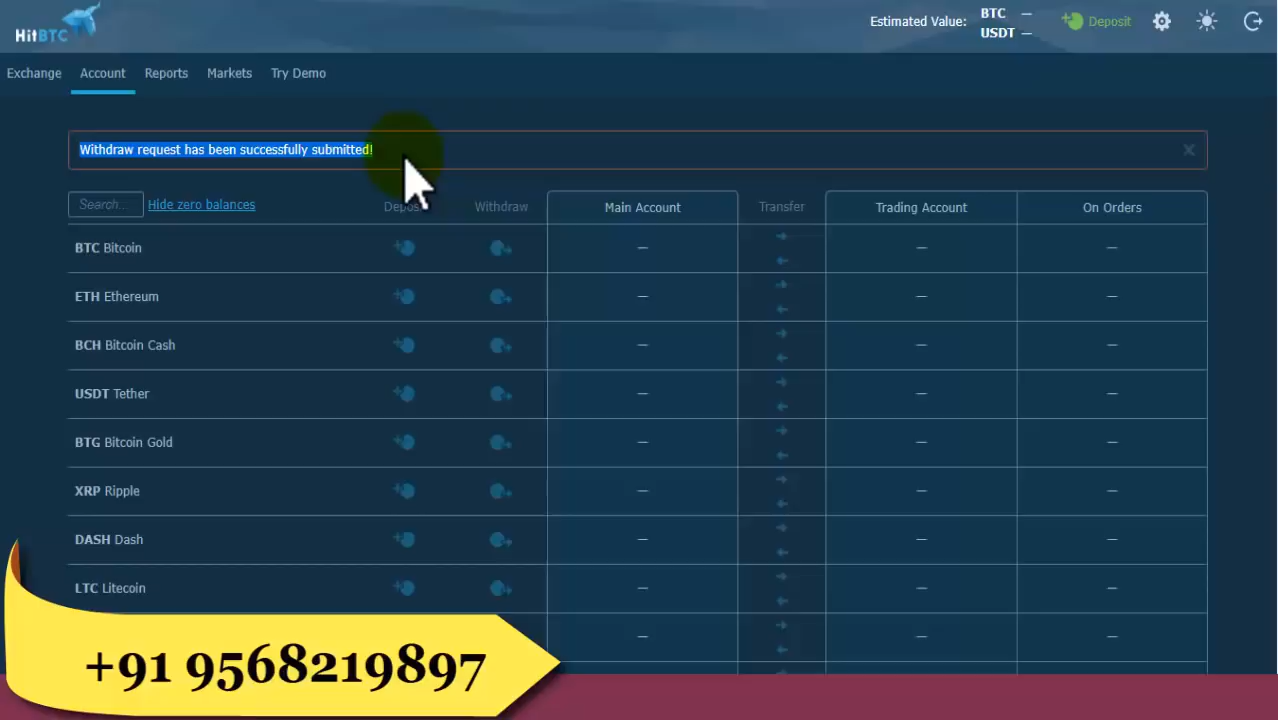 HitBTC
Estimated Value:
BTC —
USDT —
Deposit
Exchange
Account
Reports
Markets
Try Demo
Withdraw request has been successfully submitted!
Search...
Hide zero balances
Deposit
Withdraw
Main Account
Transfer
Trading Account
On Orders
BTC Bitcoin — — —
ETH Ethereum — — —
BCH Bitcoin Cash — — —
USDT Tether — — —
BTG Bitcoin Gold — — —
XRP Ripple — — —
DASH Dash — — —
LTC Litecoin — — —
— — —
+91 9568219897